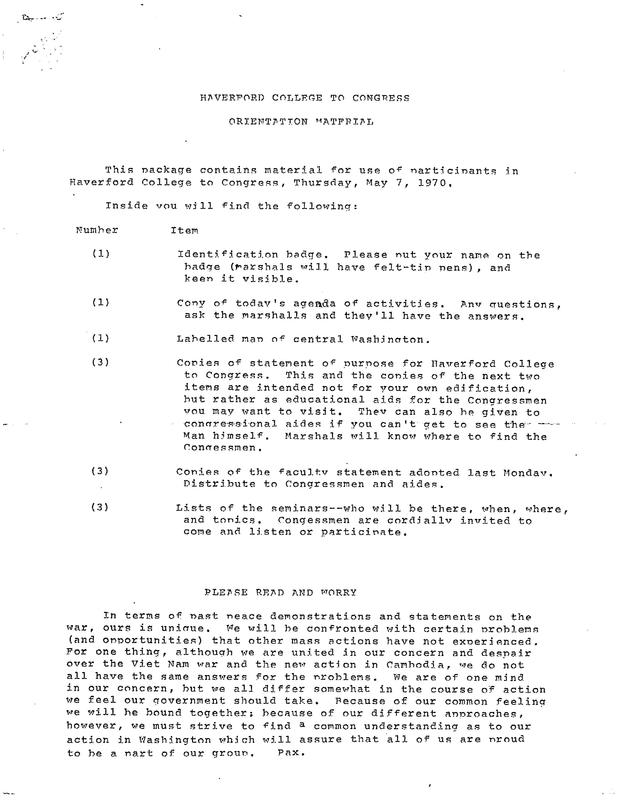 HAVERFORD COLLEGE TO CONGRESS
ORIENTATION MATERIAL
This package contains material for use of participants in
Haverford College to Congress, Thursday, May 7, 1970.
Inside you will find the following:
Number Item
(1) Identification badge. Please put your name on the
badge (marshals will have felt-tip pens), and
keep it visible.
(1) Copy of today's agenda of activities. Any questions,
ask the marshalls and they'll have the answers.
(1) Labelled map of central Washington.
(3) Copies of statement of purpose for Haverford College
to Congress. This and the copies of the next two
items are intended not for your own edification,
but rather as educational aids for the Congressmen
you may want to visit. They can also be given to
congressional aides if you can't get to see the
Man himself. Marshals will know where to find the
Congessmen.
(3) Copies of the faculty statement adopted last Monday.
Distribute to Congressmen and aides.
(3) Lists of the seminars--who will be there, when, where,
and topics. Congessmen are cordially invited to
come and listen or participate.
PLEASE READ AND WORRY
In terms of past peace demonstrations and statements on the
war, ours is unique. We will be confronted with certain problems
(and opportunities) that other mass actions have not experienced.
For one thing, although we are united in our concern and despair
over the Viet Nam war and the new action in Cambodia, we do not
all have the same answers for the problems. We are of one mind
in our concern, but we all differ somewhat in the course of action
we feel our government should take. Because of our common feeling
we will be bound together; because of our different approaches,
however, we must strive to find a common understanding as to our
action in Washington which will assure that all of us are proud
to be a part of our group. Pax.